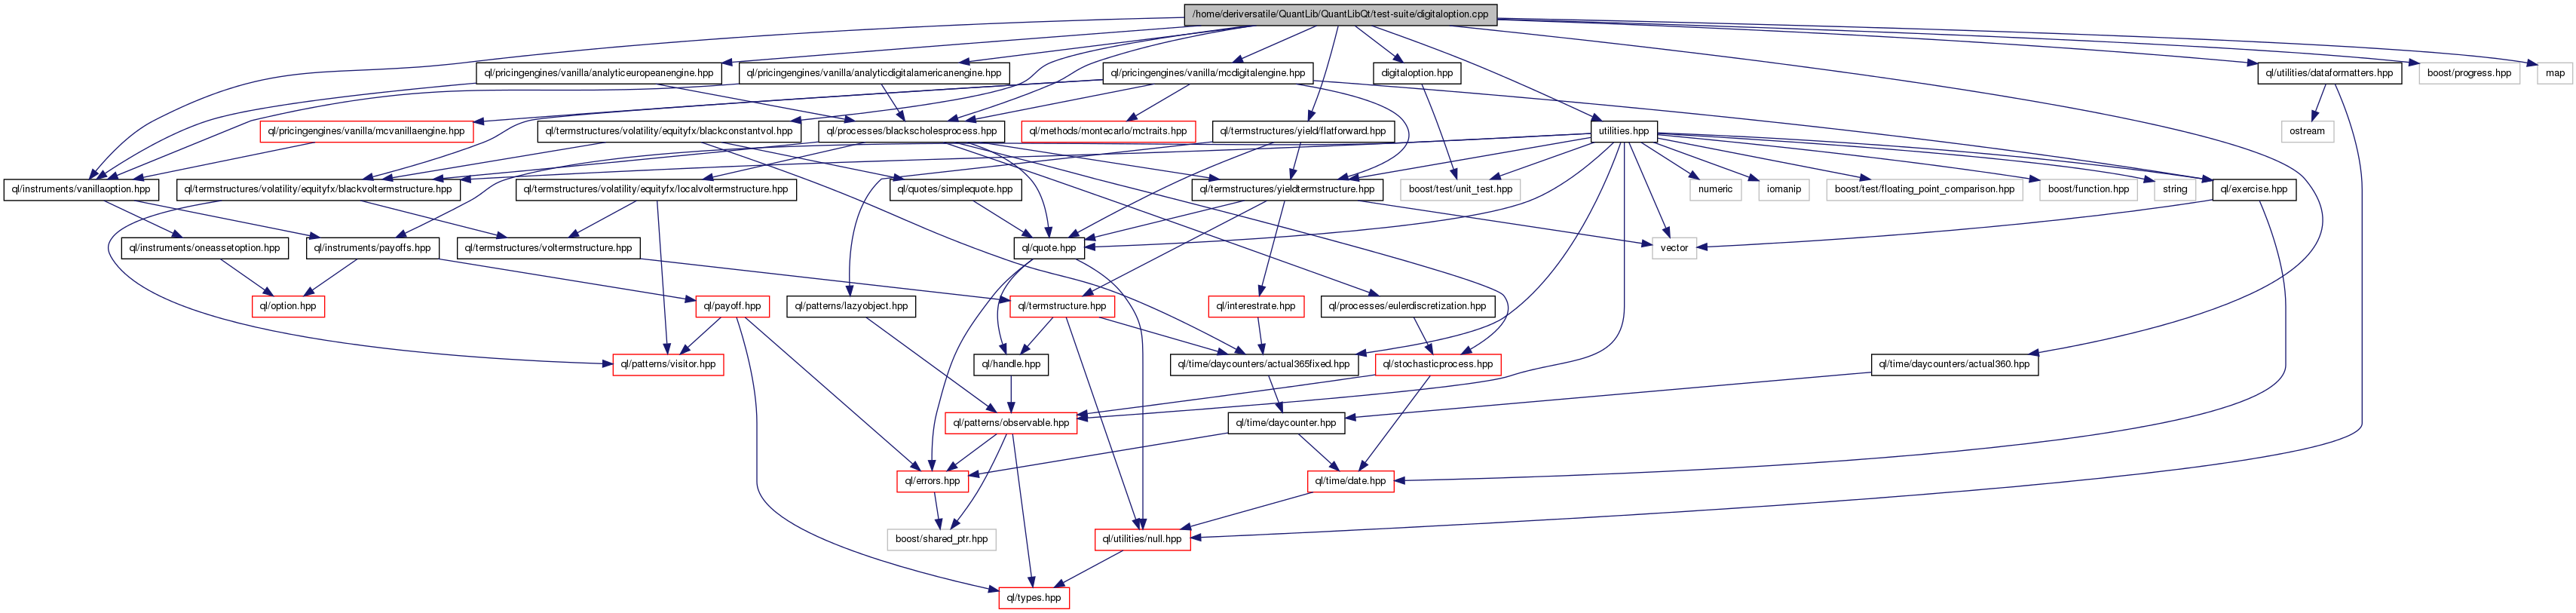 /home/deriversatile/QuantLib/QuantLibQt/test-suite/digitaloption.cpp
ql/pricingengines/vanilla/analyticeuropeanengine.hpp
ql/pricingengines/vanilla/analyticdigitalamericanengine.hpp
ql/pricingengines/vanilla/mcdigitalengine.hpp
digitaloption.hpp
ql/utilities/dataformatters.hpp
boost/progress.hpp
map
ql/pricingengines/vanilla/mcvanillaengine.hpp
ql/termstructures/volatility/equityfx/blackconstantvol.hpp
ql/processes/blackscholesprocess.hpp
ql/methods/montecarlo/mctraits.hpp
ql/termstructures/yield/flatforward.hpp
utilities.hpp
ostream
ql/instruments/vanillaoption.hpp
ql/termstructures/volatility/equityfx/blackvoltermstructure.hpp
ql/termstructures/volatility/equityfx/localvoltermstructure.hpp
ql/quotes/simplequote.hpp
ql/termstructures/yieldtermstructure.hpp
boost/test/unit_test.hpp
numeric
iomanip
boost/test/floating_point_comparison.hpp
boost/function.hpp
string
ql/exercise.hpp
ql/instruments/oneassetoption.hpp
ql/instruments/payoffs.hpp
ql/termstructures/voltermstructure.hpp
ql/quote.hpp
vector
ql/option.hpp
ql/payoff.hpp
ql/patterns/lazyobject.hpp
ql/termstructure.hpp
ql/interestrate.hpp
ql/processes/eulerdiscretization.hpp
ql/patterns/visitor.hpp
ql/handle.hpp
ql/time/daycounters/actual365fixed.hpp
ql/stochasticprocess.hpp
ql/time/daycounters/actual360.hpp
ql/patterns/observable.hpp
ql/time/daycounter.hpp
ql/errors.hpp
ql/time/date.hpp
boost/shared_ptr.hpp
ql/utilities/null.hpp
ql/types.hpp